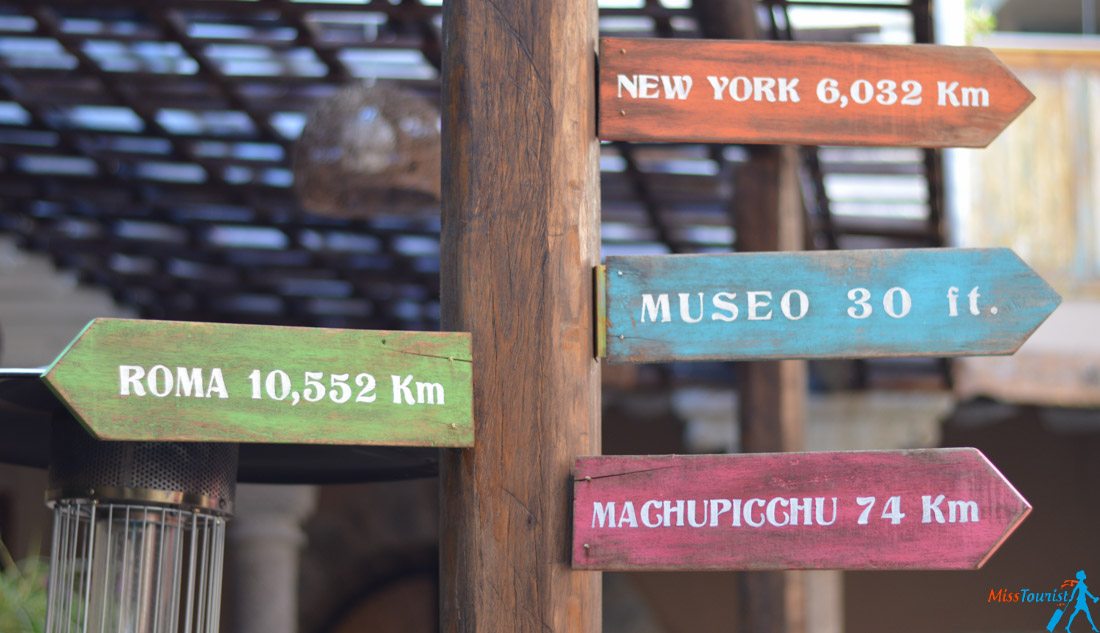 NEW YORK 6,032 Km
MUSEO 30 ft.
ROMA 10,552 Km
MACHUPICCHU 74 Km
MissTourist